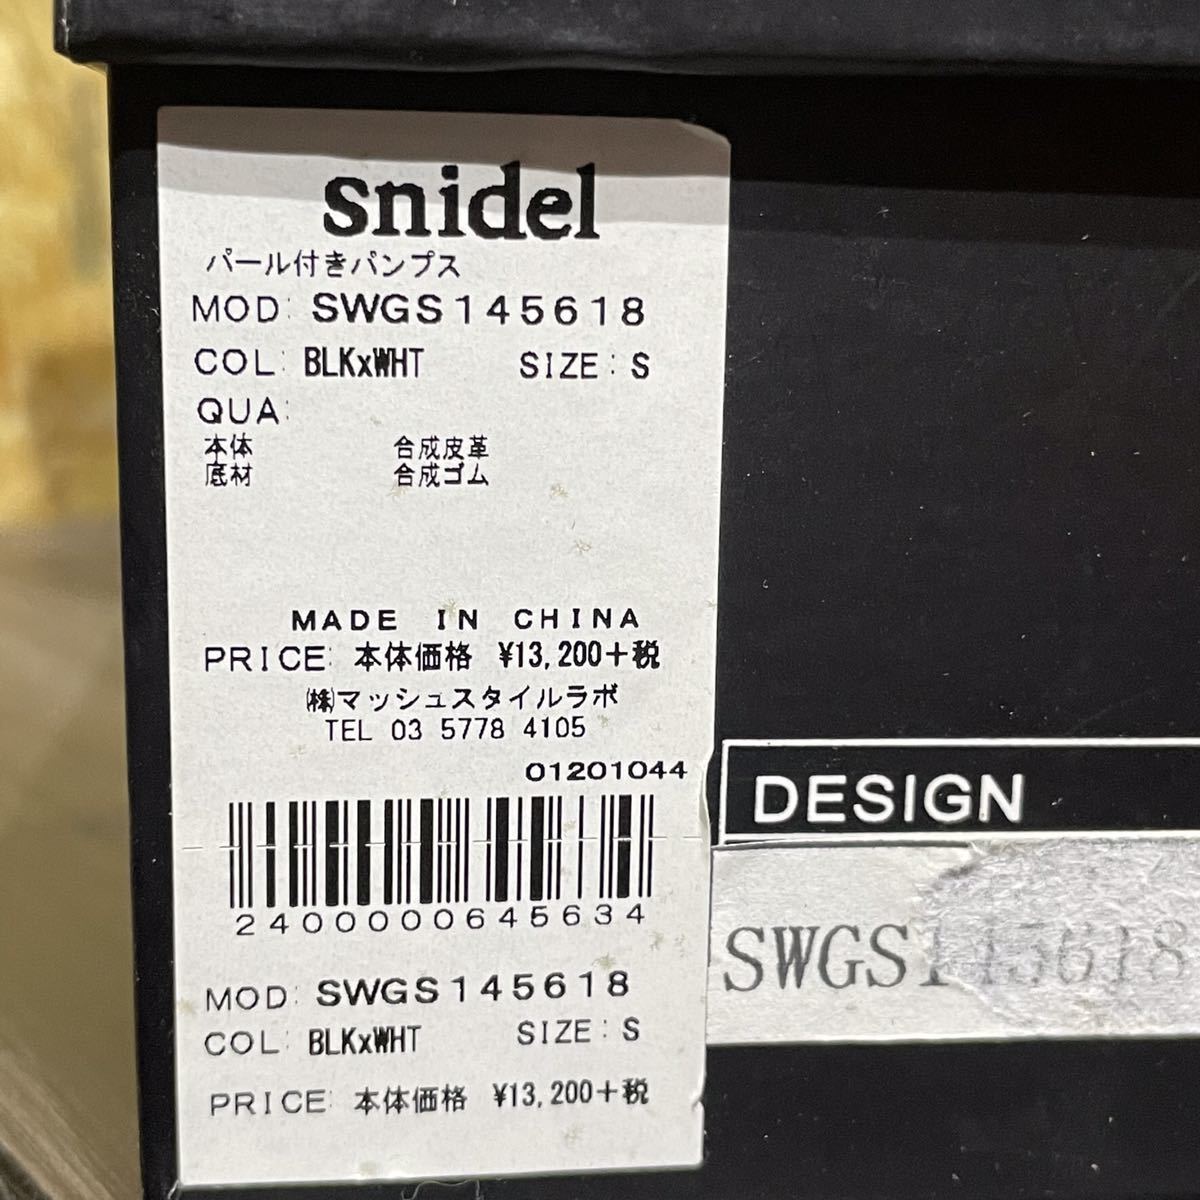 snidel
パール付きパンプス
MOD: SWGS145618
COL: BLKxWHT SIZE: S
QUA:
本体 合成皮革
底材 合成ゴム
MADE IN CHINA
PRICE: 本体価格 ¥13,200+税
㈱マッシュスタイルラボ
TEL 03 5778 4105
01201044
2400000645634
MOD: SWGS145618
COL: BLKxWHT SIZE: S
PRICE: 本体価格 ¥13,200+税
DESIGN
SWGS145618